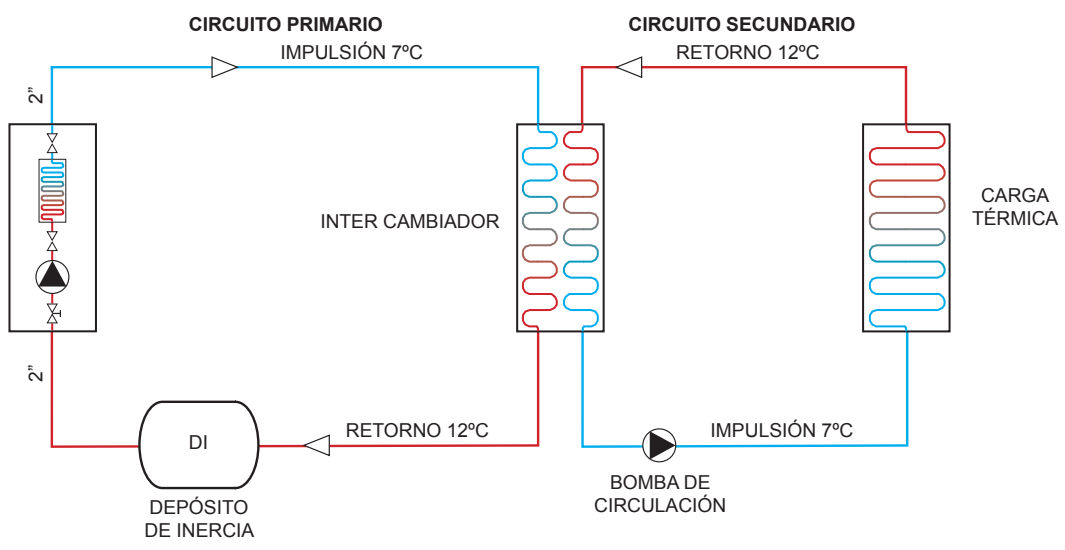 CIRCUITO PRIMARIO
CIRCUITO SECUNDARIO
IMPULSIÓN 7ºC
RETORNO 12ºC
2”
INTER CAMBIADOR
CARGA
TÉRMICA
2”
DI
RETORNO 12ºC
IMPULSIÓN 7ºC
BOMBA DE
CIRCULACIÓN
DEPÓSITO
DE INERCIA